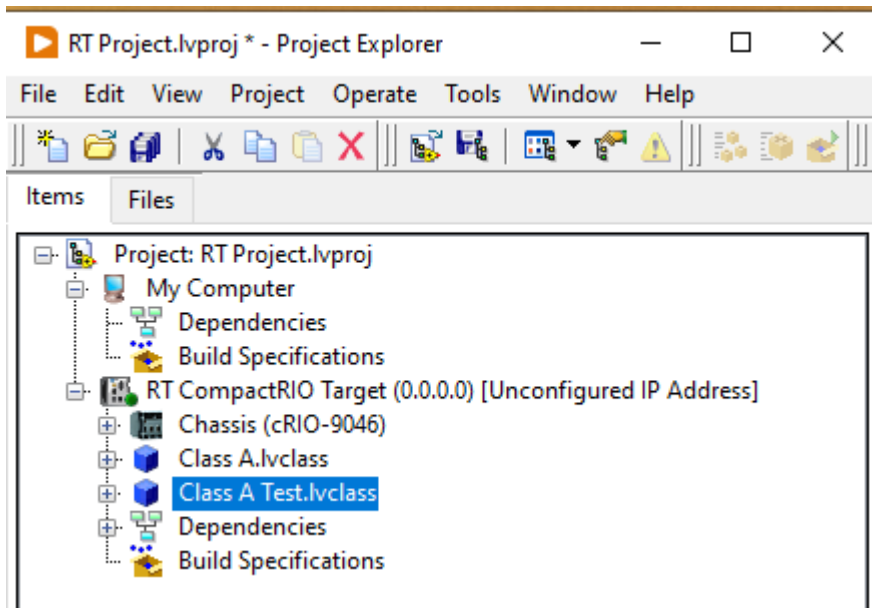 RT Project.lvproj * - Project Explorer
File Edit View Project Operate Tools Window Help
Items Files
Project: RT Project.lvproj
My Computer
Dependencies
Build Specifications
RT CompactRIO Target (0.0.0.0) [Unconfigured IP Address]
Chassis (cRIO-9046)
Class A.lvclass
Class A Test.lvclass
Dependencies
Build Specifications